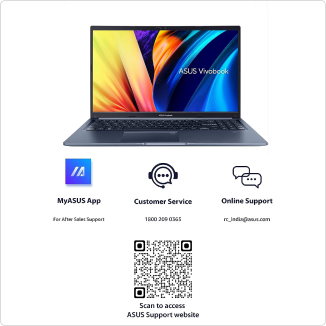 ASUS Vivobook
MyASUS App
Customer Service
Online Support
For After Sales Support
1800 209 0365
rc_india@asus.com
Scan to access
ASUS Support website